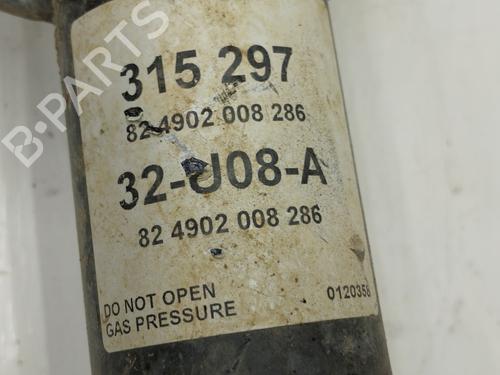 B-PARTS
315 297
82 4902 008 286
32-U08-A
82 4902 008 286
DO NOT OPEN
GAS PRESSURE
0120358